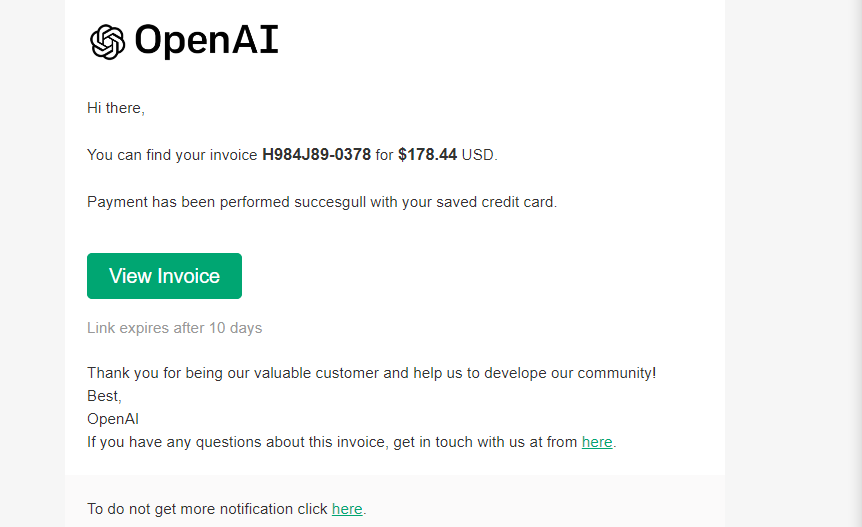 OpenAI
Hi there,
You can find your invoice H984J89-0378 for $178.44 USD.
Payment has been performed succesgull with your saved credit card.
View Invoice
Link expires after 10 days
Thank you for being our valuable customer and help us to develope our community!
Best,
OpenAI
If you have any questions about this invoice, get in touch with us at from here.
To do not get more notification click here.